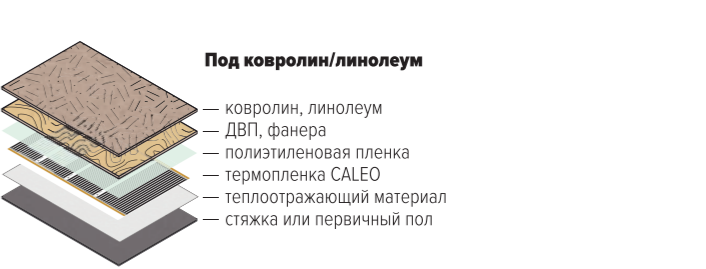 Под ковролин/линолеум
— ковролин, линолеум
— ДВП, фанера
— полиэтиленовая пленка
— термопленка CALEO
— теплоотражающий материал
— стяжка или первичный пол